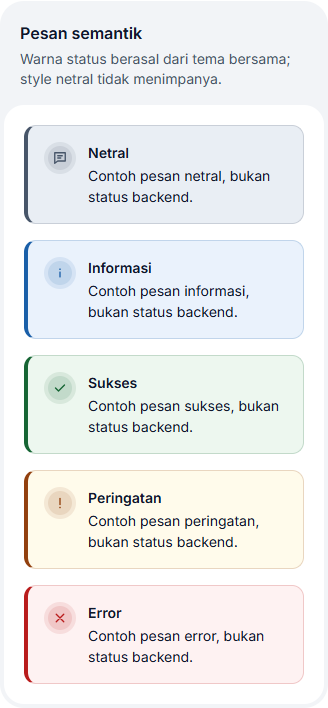 Pesan semantik
Warna status berasal dari tema bersama;
style netral tidak menimpanya.
Netral
Contoh pesan netral, bukan
status backend.
Informasi
Contoh pesan informasi,
bukan status backend.
Sukses
Contoh pesan sukses, bukan
status backend.
Peringatan
Contoh pesan peringatan,
bukan status backend.
Error
Contoh pesan error, bukan
status backend.